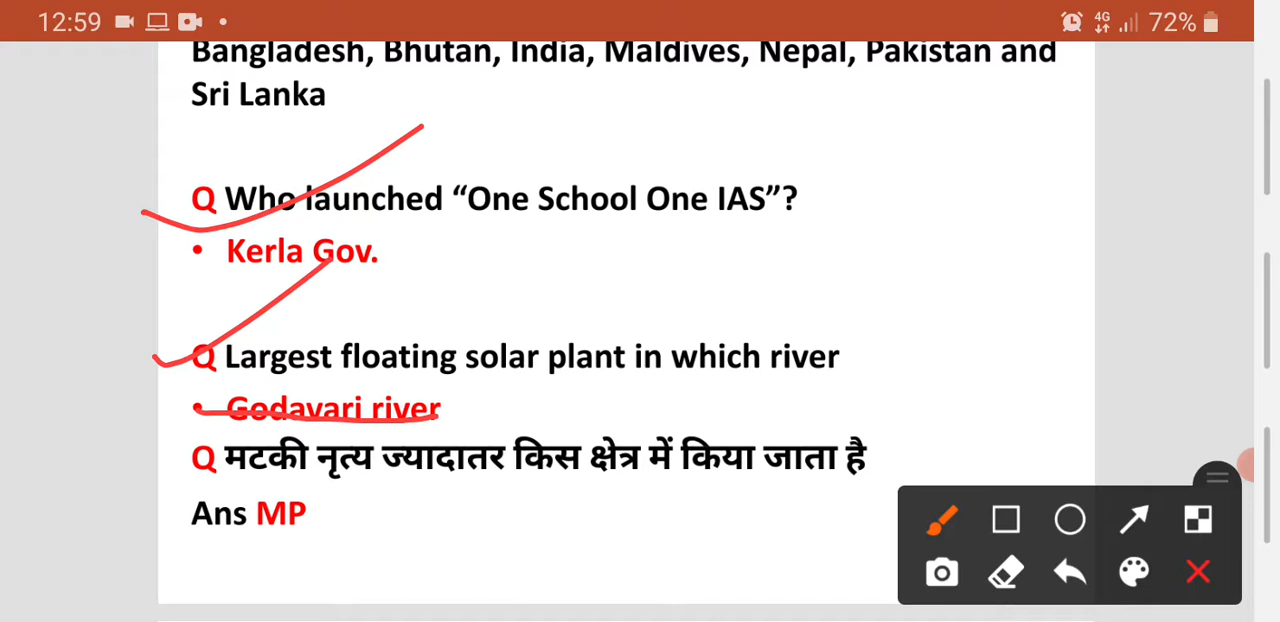 12:59
4G
72%
Bangladesh, Bhutan, India, Maldives, Nepal, Pakistan and
Sri Lanka
Q Who launched “One School One IAS”?
• Kerla Gov.
Q Largest floating solar plant in which river
• Godavari river
Q मटकी नृत्य ज्यादातर किस क्षेत्र में किया जाता है
Ans MP